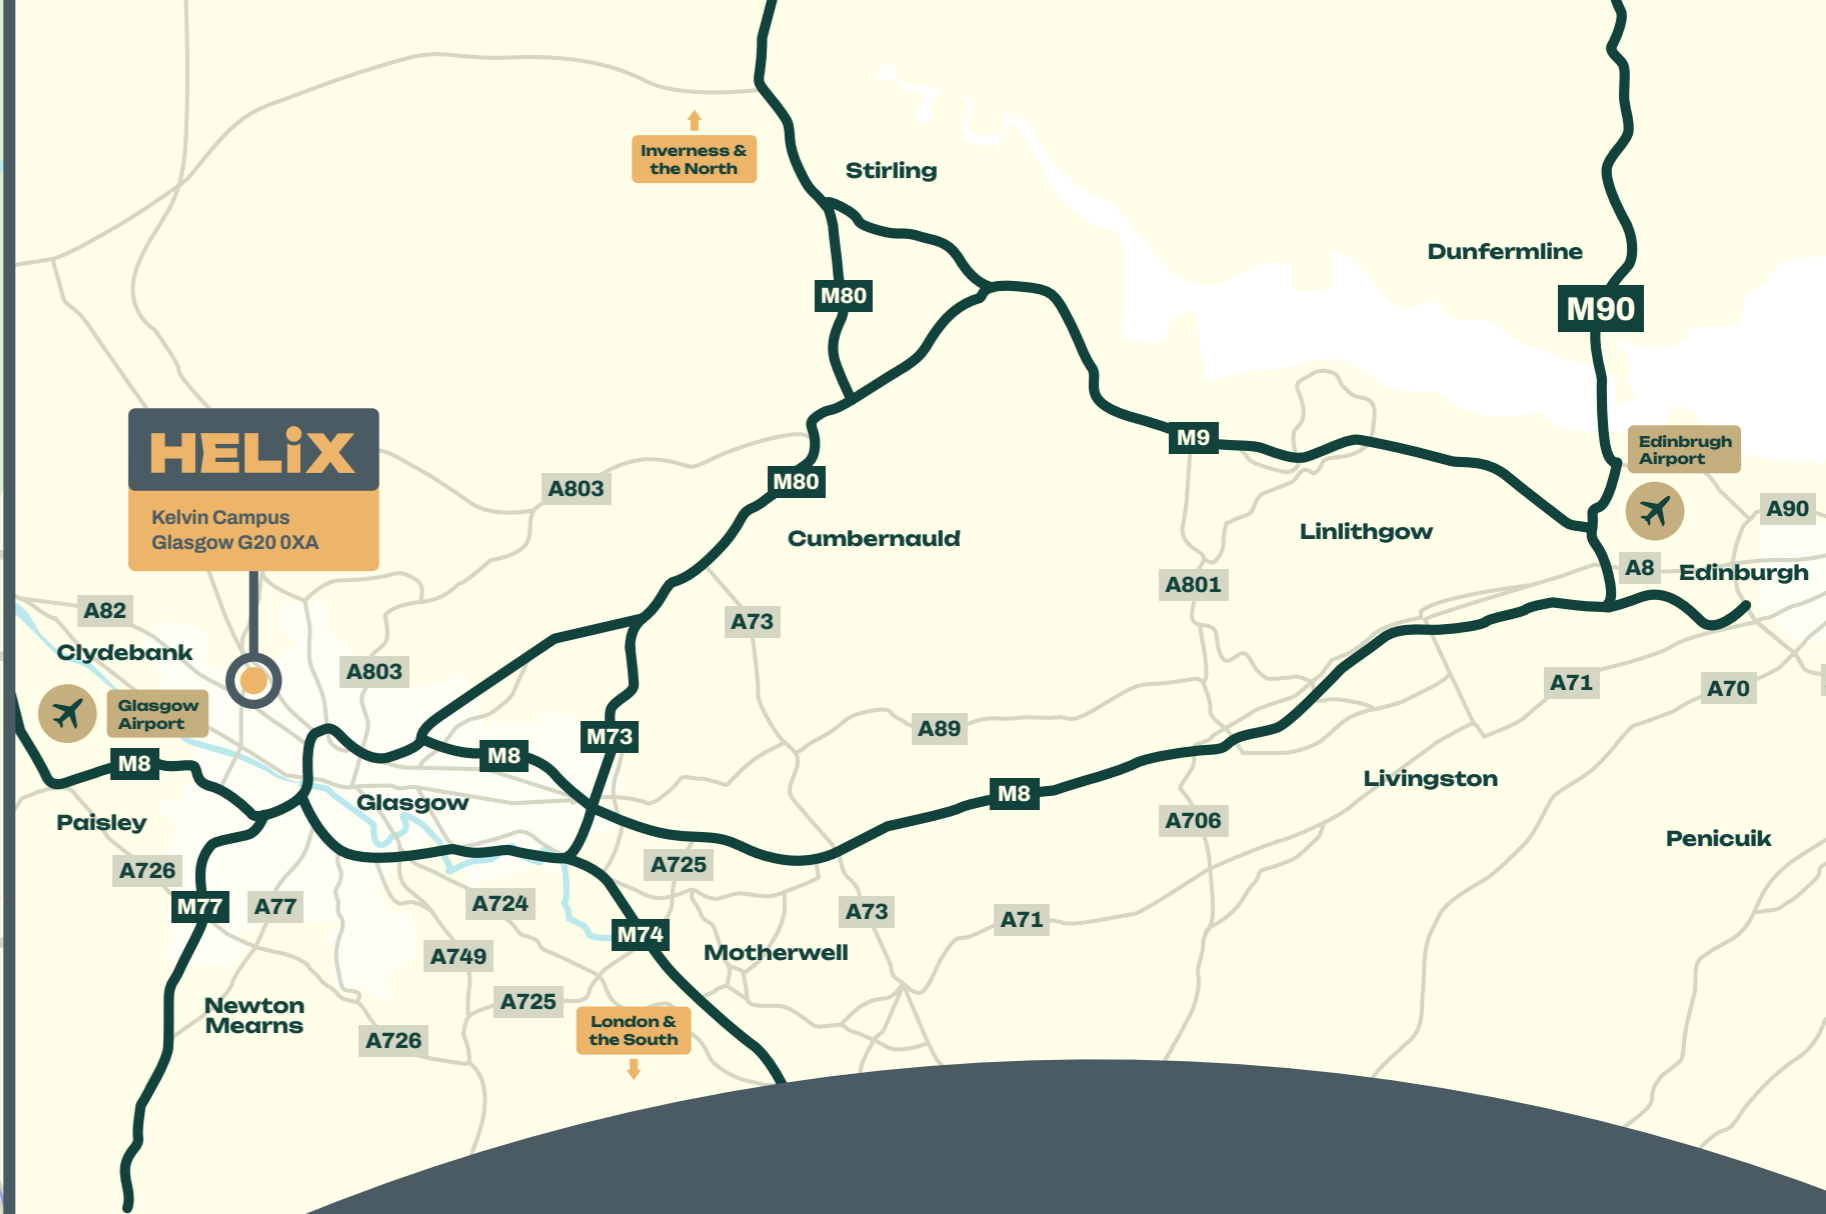 Inverness &
the North
Stirling
Dunfermline
M80
M90
HELiX
Kelvin Campus
Glasgow G20 0XA
M9
Edinbrugh
Airport
A803
M80
A90
Cumbernauld
Linlithgow
A8
Edinburgh
A801
A82
A73
Clydebank
A803
Glasgow
Airport
A71
A70
M8
M8
M73
A89
Livingston
M8
Glasgow
Paisley
A706
Penicuik
A726
A725
M77
A77
A724
A73
A71
M74
Motherwell
A749
A725
Newton
Mearns
London &
the South
A726